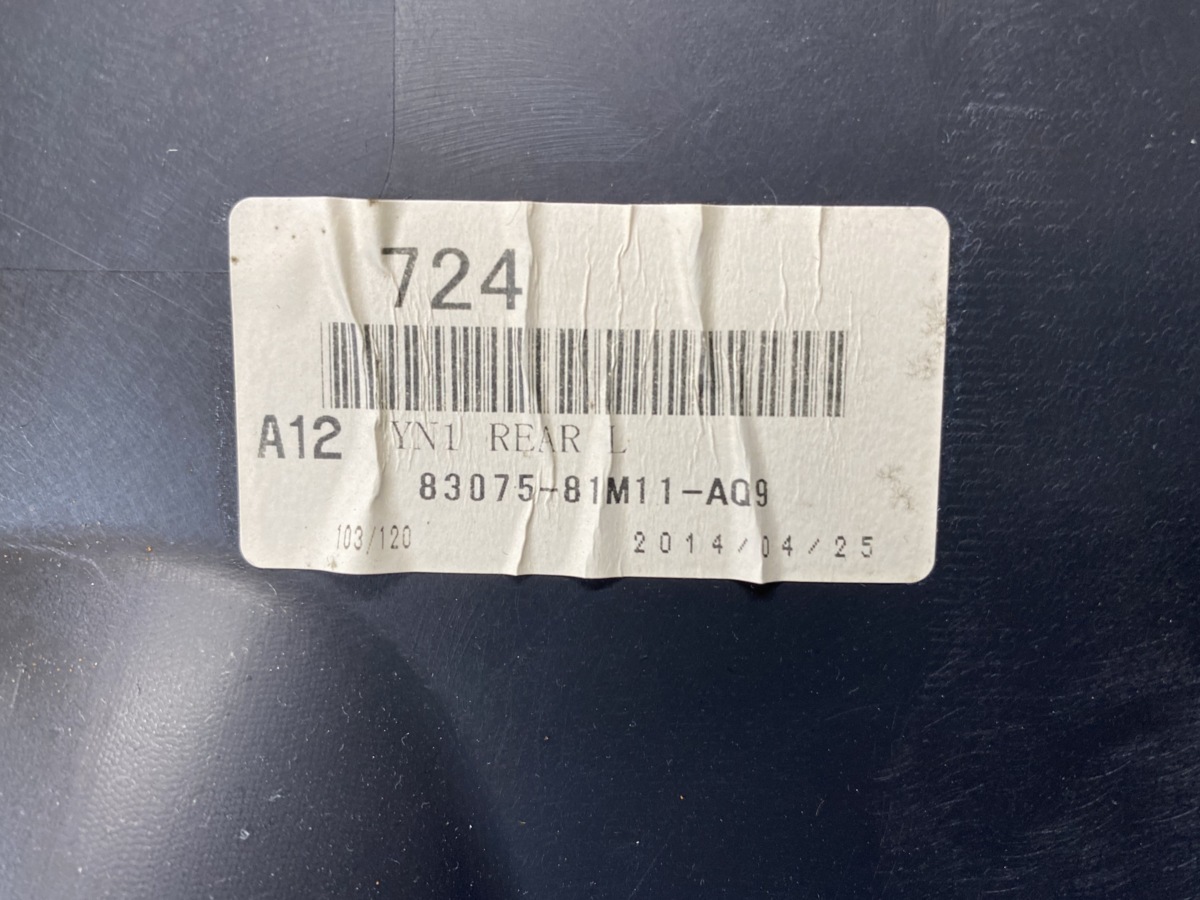 724
A12 YN1 REAR L
83075-81M11-AQ9
103/120 2014/04/25